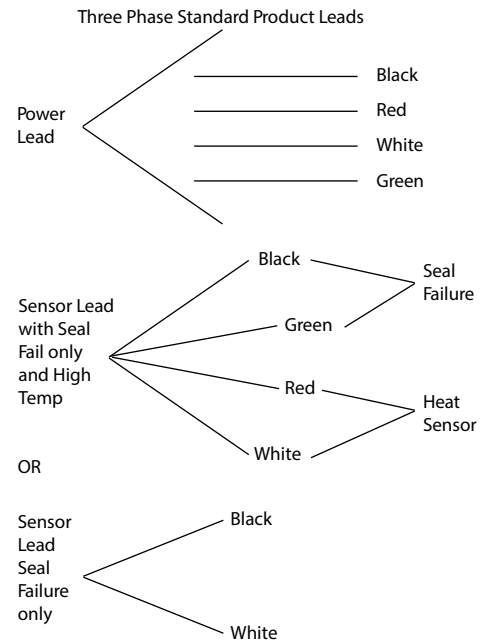 Three Phase Standard Product Leads
Power
Lead
Black
Red
White
Green
Sensor Lead
with Seal
Fail only
and High
Temp
Black
Green
Red
White
Seal
Failure
Heat
Sensor
OR
Sensor
Lead
Seal
Failure
only
Black
White